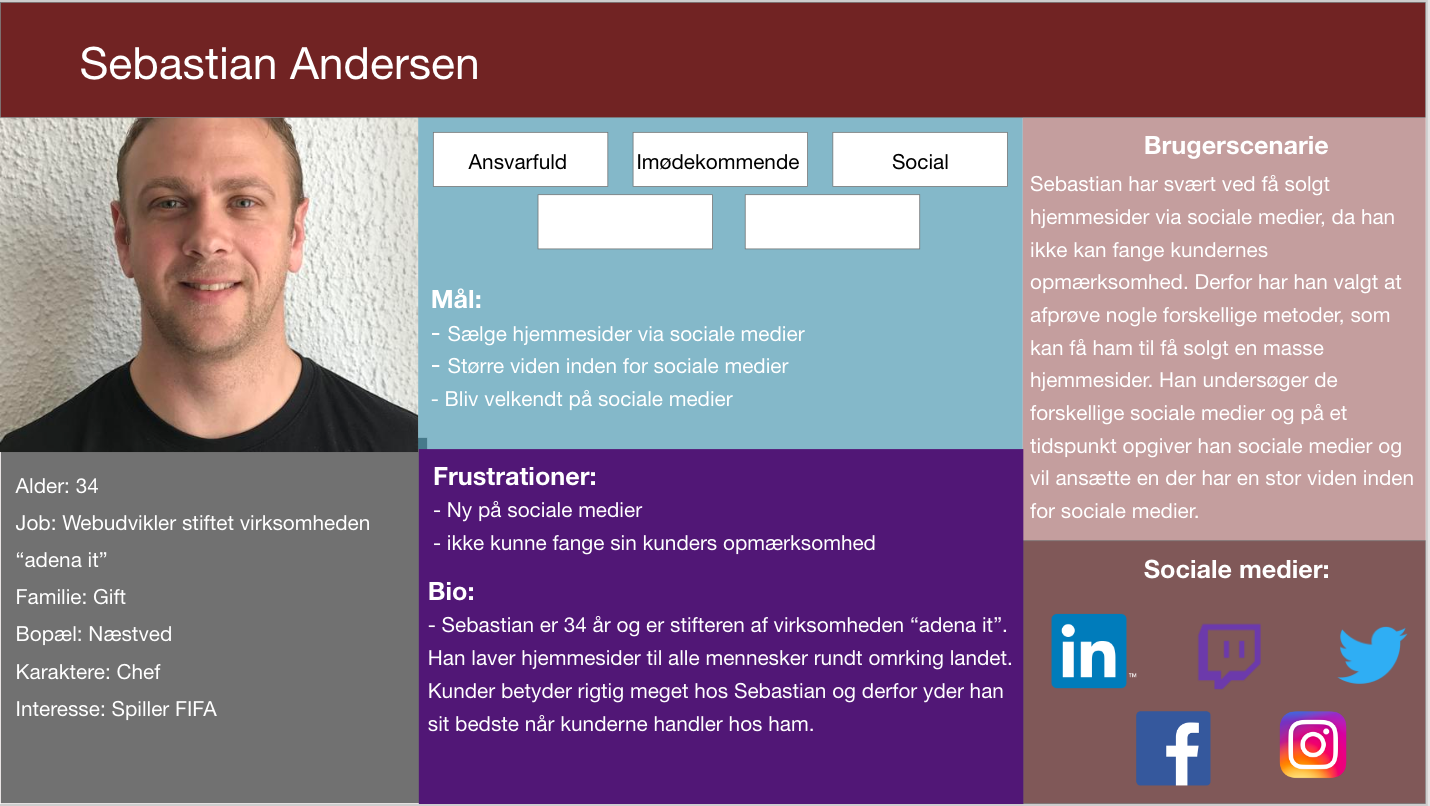 Sebastian Andersen
Ansvarfuld
Imødekommende
Social
Mål:
- Sælge hjemmesider via sociale medier
- Større viden inden for sociale medier
- Bliv velkendt på sociale medier
Alder: 34
Job: Webudvikler stiftet virksomheden
“adena it”
Familie: Gift
Bopæl: Næstved
Karaktere: Chef
Interesse: Spiller FIFA
Frustrationer:
- Ny på sociale medier
- ikke kunne fange sin kunders opmærksomhed
Bio:
- Sebastian er 34 år og er stifteren af virksomheden “adena it”.
Han laver hjemmesider til alle mennesker rundt omrking landet.
Kunder betyder rigtig meget hos Sebastian og derfor yder han
sit bedste når kunderne handler hos ham.
Brugerscenarie
Sebastian har svært ved få solgt
hjemmesider via sociale medier, da han
ikke kan fange kundernes
opmærksomhed. Derfor har han valgt at
afprøve nogle forskellige metoder, som
kan få ham til få solgt en masse
hjemmesider. Han undersøger de
forskellige sociale medier og på et
tidspunkt opgiver han sociale medier og
vil ansætte en der har en stor viden inden
for sociale medier.
Sociale medier:
in
TM
f